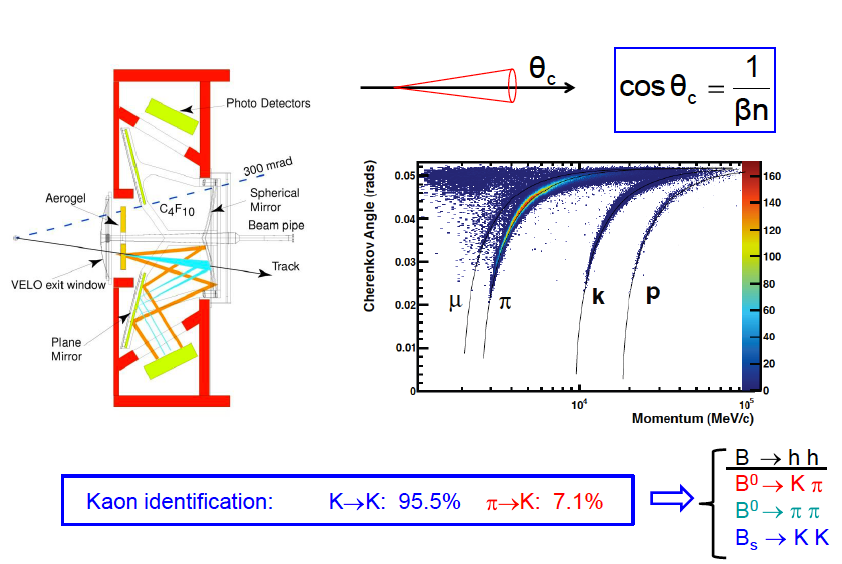 Photo Detectors
300 mrad
Aerogel
C4F10
Spherical
Mirror
Beam pipe
Track
VELO exit window
Plane
Mirror
θc
cos θc = 1/βn
Cherenkov Angle (rads)
0.05
0.04
0.03
0.02
0.01
0
μ
π
k
p
10⁴
10⁵
Momentum (MeV/c)
160
140
120
100
80
60
40
20
0
Kaon identification: K→K: 95.5% π→K: 7.1%
B → h h
B⁰ → K π
B⁰ → π π
Bs → K K